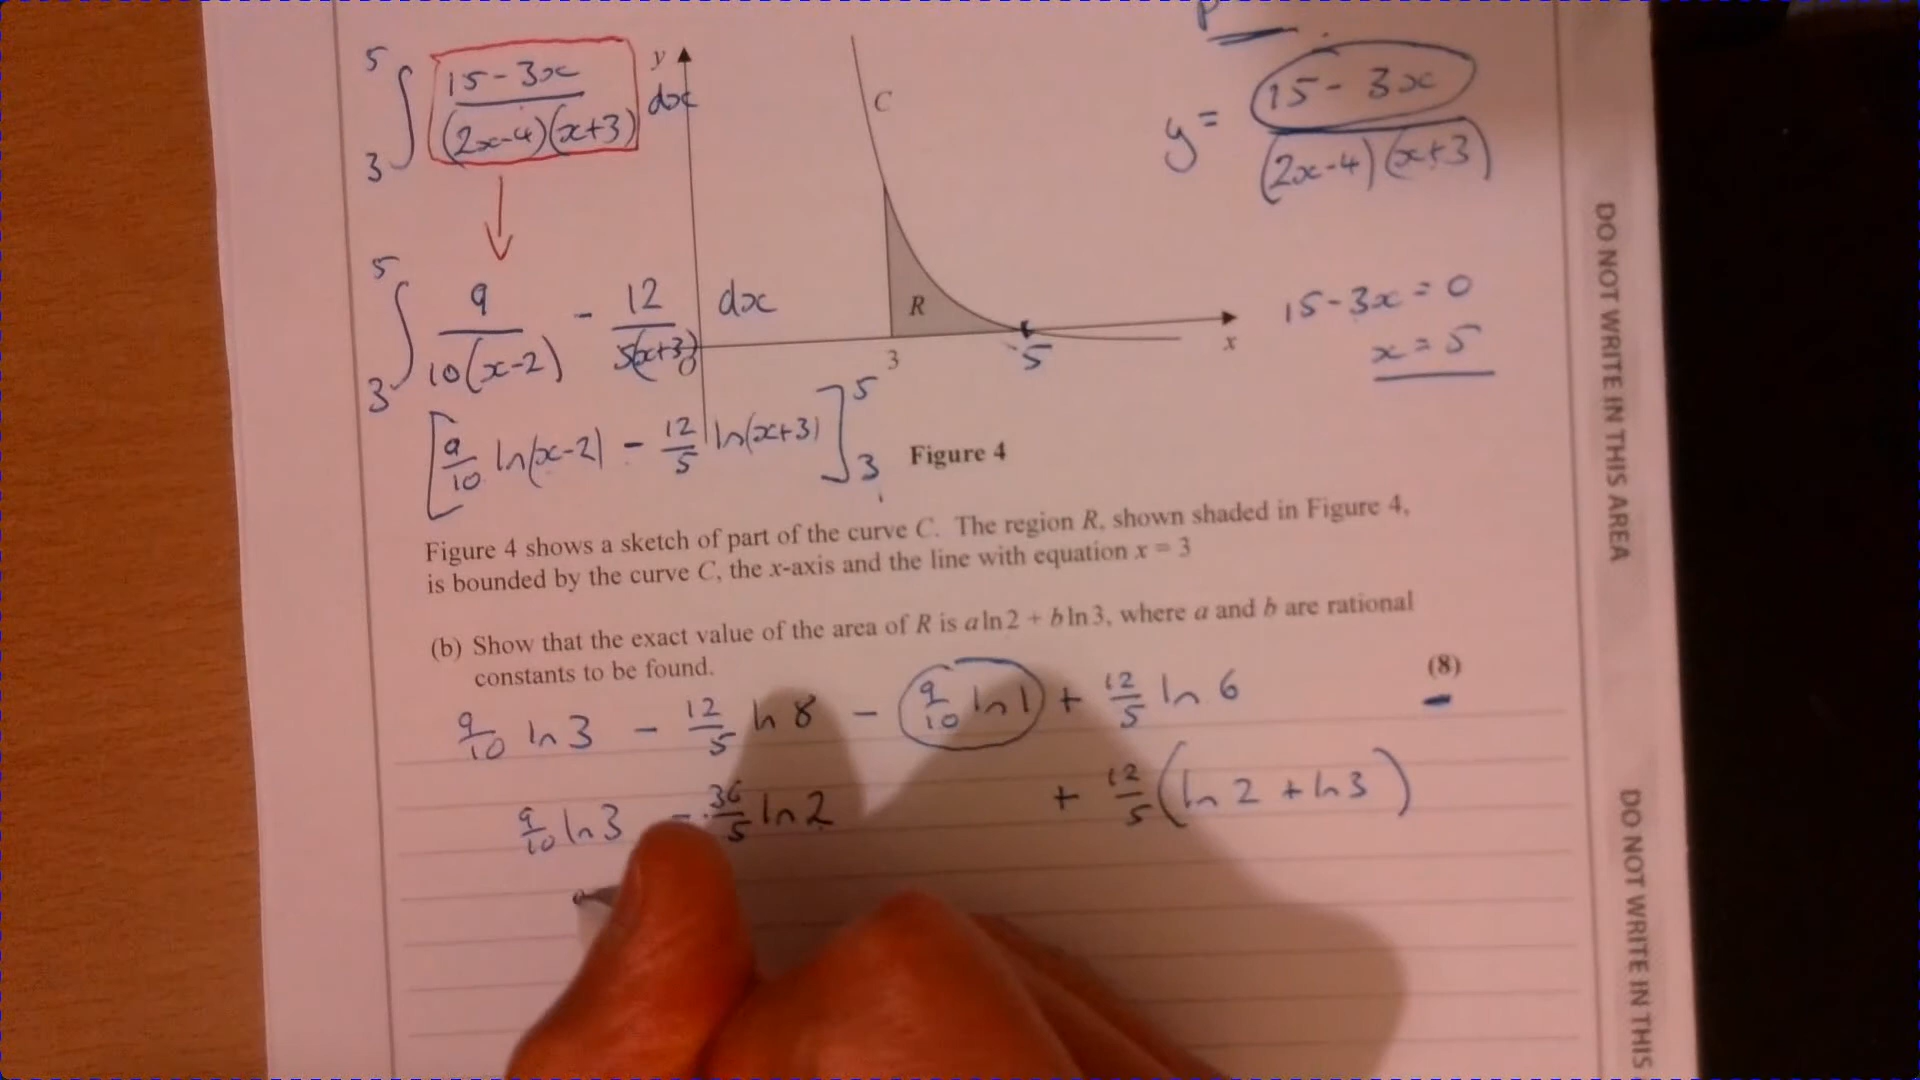 ∫₃⁵ (15-3x)/((2x-4)(x+3)) dx
y
C
y = (15-3x)/((2x-4)(x+3))
∫₃⁵ 9/(10(x-2)) - 12/(5(x+3)) dx
R
O
3
5
x
15-3x=0
x=5
[9/10 ln(x-2) - 12/5 ln(x+3)]₃⁵
Figure 4
Figure 4 shows a sketch of part of the curve C. The region R, shown shaded in Figure 4,
is bounded by the curve C, the x-axis and the line with equation x = 3
(b) Show that the exact value of the area of R is a ln 2 + b ln 3, where a and b are rational
constants to be found.
(8)
9/10 ln 3 - 12/5 ln 8 - 9/10 ln 1 + 12/5 ln 6
9/10 ln 3 - 36/5 ln 2 + 12/5 (ln 2 + ln 3)
DO NOT WRITE IN THIS AREA
DO NOT WRITE IN THIS